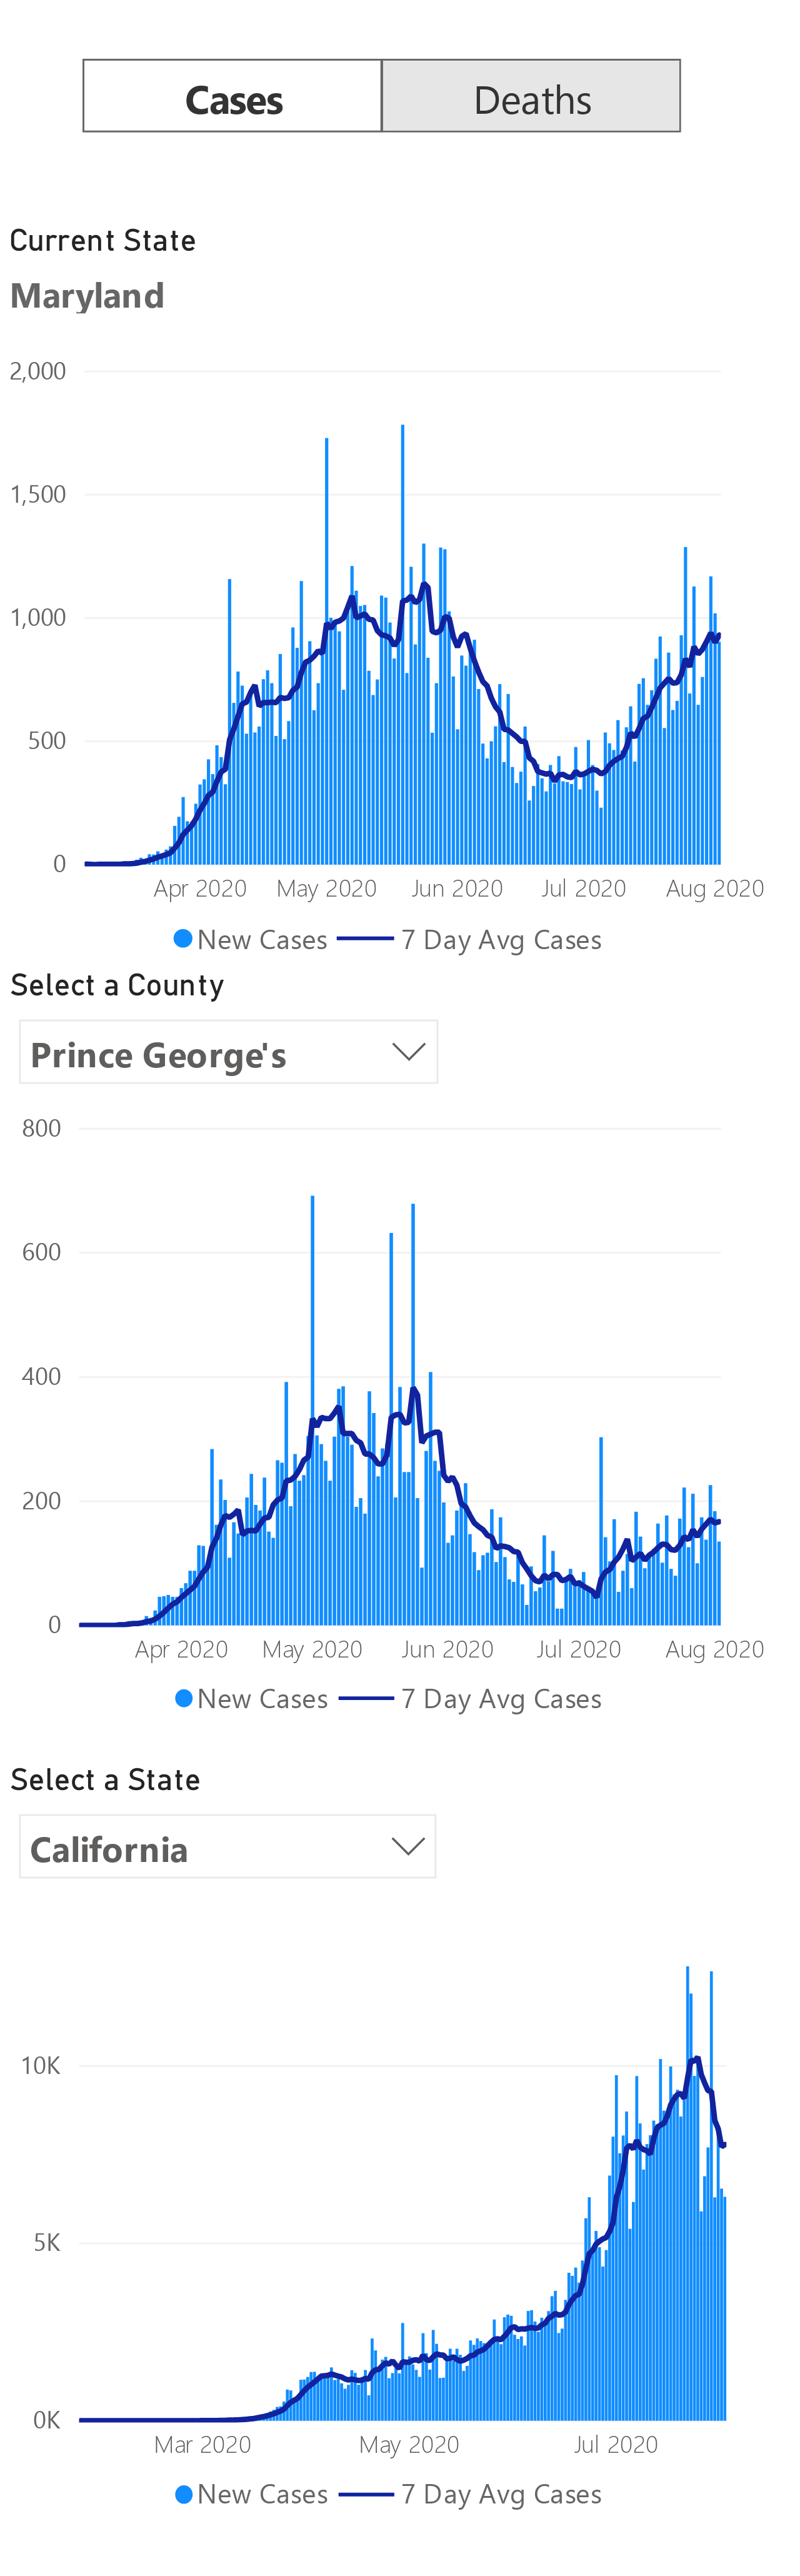 Cases Deaths
Current State
Maryland
2,000
1,500
1,000
500
0
Apr 2020 May 2020 Jun 2020 Jul 2020 Aug 2020
New Cases 7 Day Avg Cases
Select a County
Prince George's
800
600
400
200
0
Apr 2020 May 2020 Jun 2020 Jul 2020 Aug 2020
New Cases 7 Day Avg Cases
Select a State
California
10K
5K
0K
Mar 2020 May 2020 Jul 2020
New Cases 7 Day Avg Cases